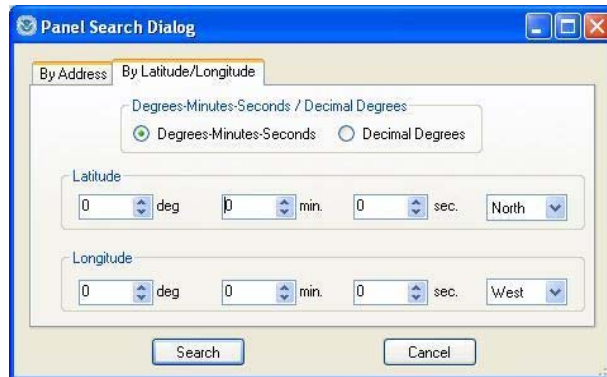 Panel Search Dialog
By Address By Latitude/Longitude
Degrees-Minutes-Seconds / Decimal Degrees
Degrees-Minutes-Seconds Decimal Degrees
Latitude
0 deg 0 min. 0 sec. North
Longitude
0 deg 0 min. 0 sec. West
Search Cancel